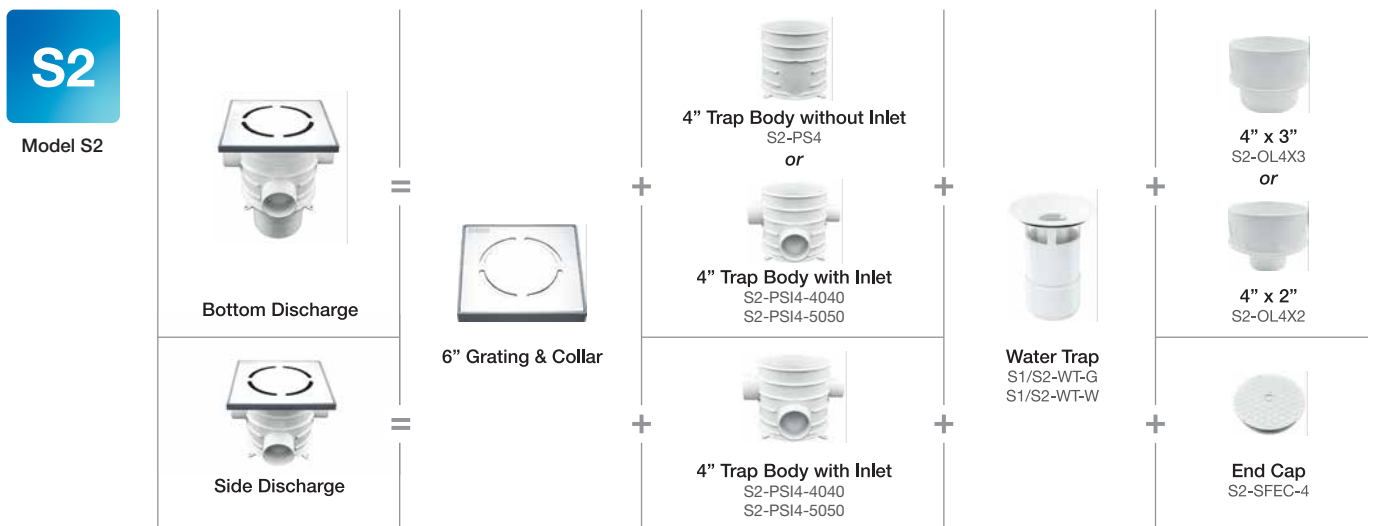 S2
Model S2
Bottom Discharge
=
6” Grating & Collar
+
4” Trap Body without Inlet
S2-PS4
or
4” Trap Body with Inlet
S2-PSI4-4040
S2-PSI4-5050
+
Water Trap
S1/S2-WT-G
S1/S2-WT-W
+
4” x 3”
S2-OL4X3
or
4” x 2”
S2-OL4X2
Side Discharge
=
+
4” Trap Body with Inlet
S2-PSI4-4040
S2-PSI4-5050
+
+
End Cap
S2-SFEC-4